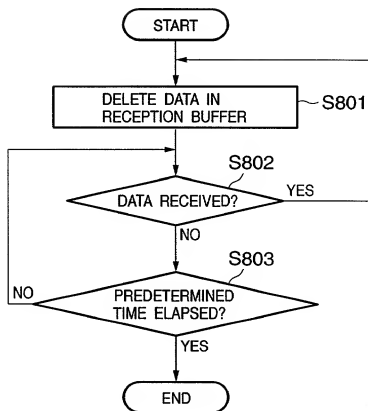 START
DELETE DATA IN
RECEPTION BUFFER
S801
S802
DATA RECEIVED?
YES
NO
S803
NO
PREDETERMINED
TIME ELAPSED?
YES
END